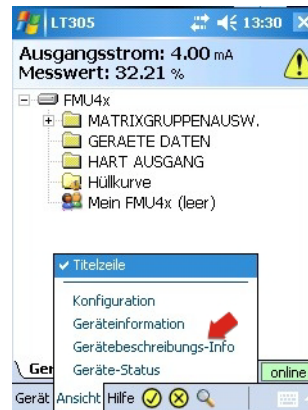 LT305 13:30
Ausgangsstrom: 4.00 mA
Messwert: 32.21 %
FMU4x
MATRIXGRUPPENAUSW.
GERAETE DATEN
HART AUSGANG
Hüllkurve
Mein FMU4x (leer)
Titelzeile
Konfiguration
Geräteinformation
Gerätebeschreibungs-Info
Geräte-Status
online
Gerät Ansicht Hilfe